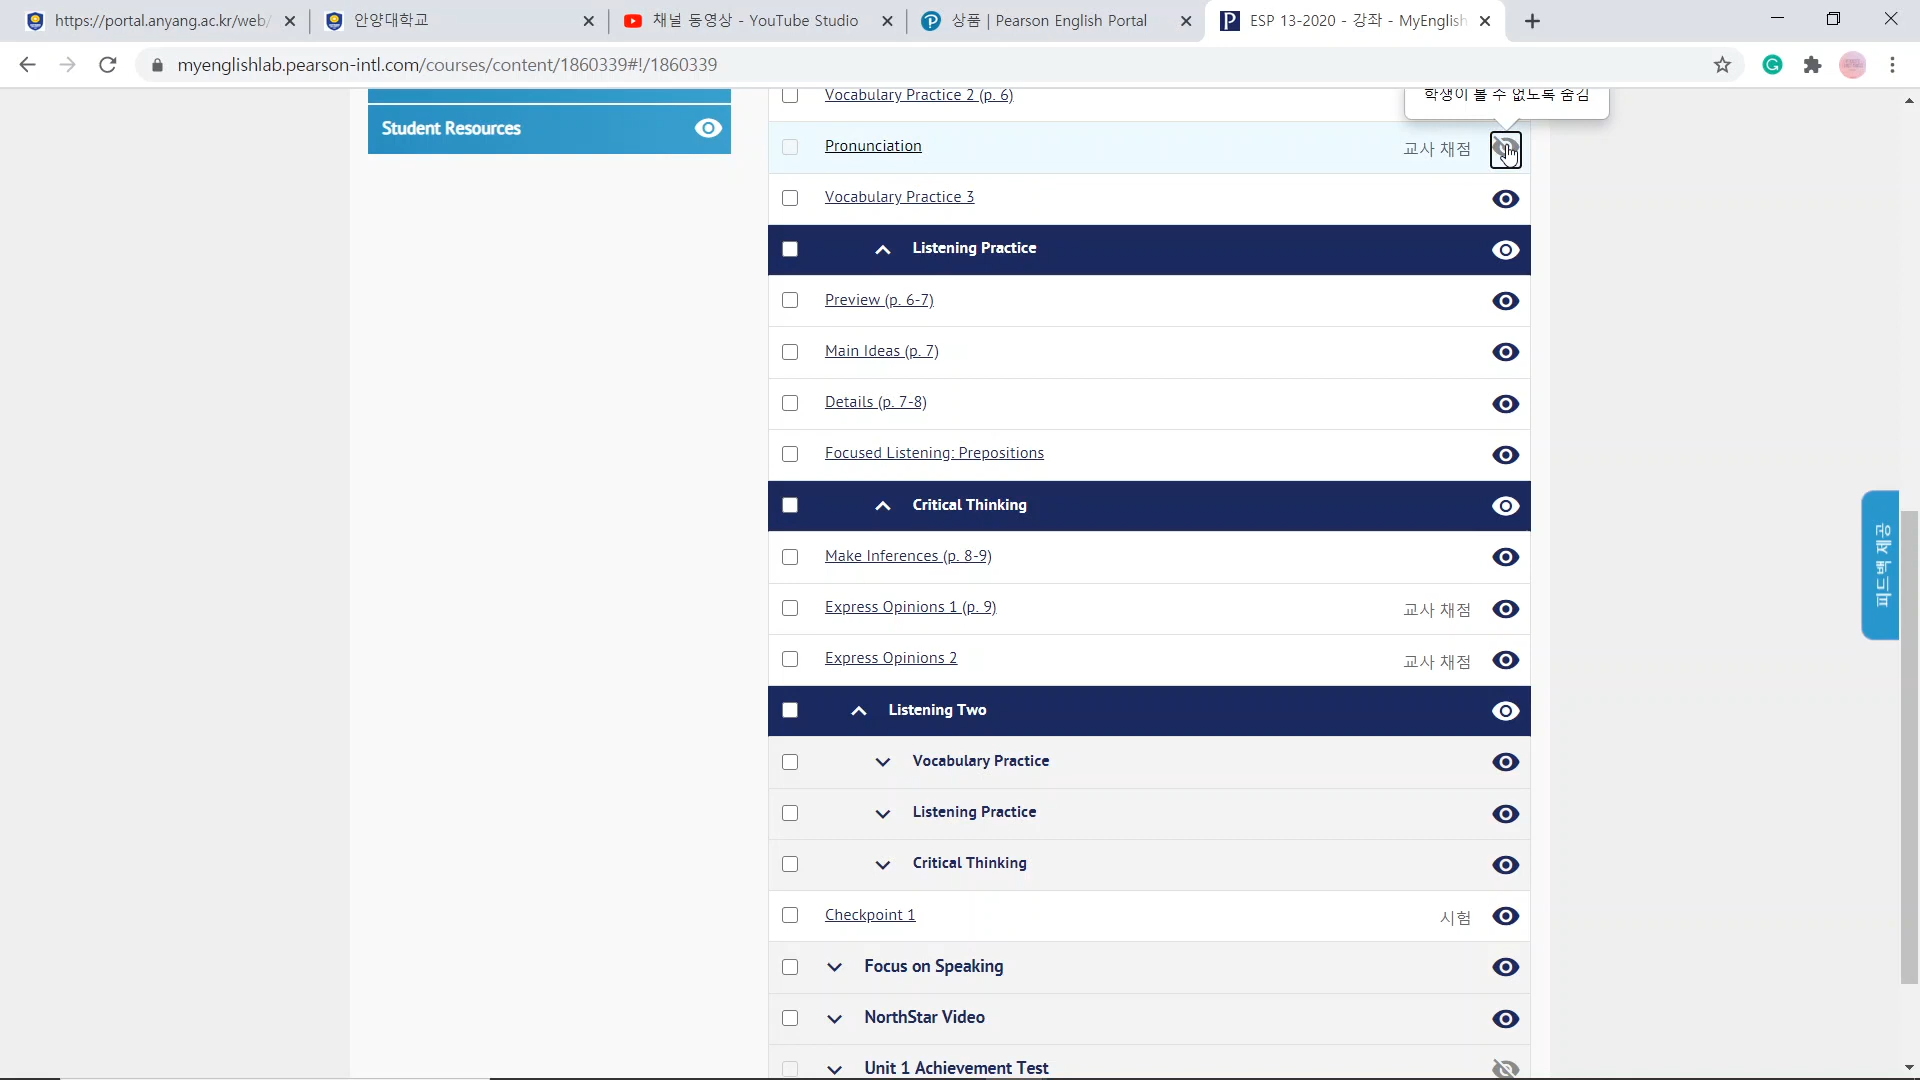 https://portal.anyang.ac.kr/web/
안양대학교
채널 동영상 - YouTube Studio
상품 | Pearson English Portal
ESP 13-2020 - 강좌 - MyEnglish
myenglishlab.pearson-intl.com/courses/content/1860339#!/1860339
Student Resources
Vocabulary Practice 2 (p. 6)
학생이 볼 수 없도록 숨김
Pronunciation 교사 채점
Vocabulary Practice 3
Listening Practice
Preview (p. 6-7)
Main Ideas (p. 7)
Details (p. 7-8)
Focused Listening: Prepositions
Critical Thinking
Make Inferences (p. 8-9)
Express Opinions 1 (p. 9) 교사 채점
Express Opinions 2 교사 채점
Listening Two
Vocabulary Practice
Listening Practice
Critical Thinking
Checkpoint 1 시험
Focus on Speaking
NorthStar Video
Unit 1 Achievement Test
피드백 제공